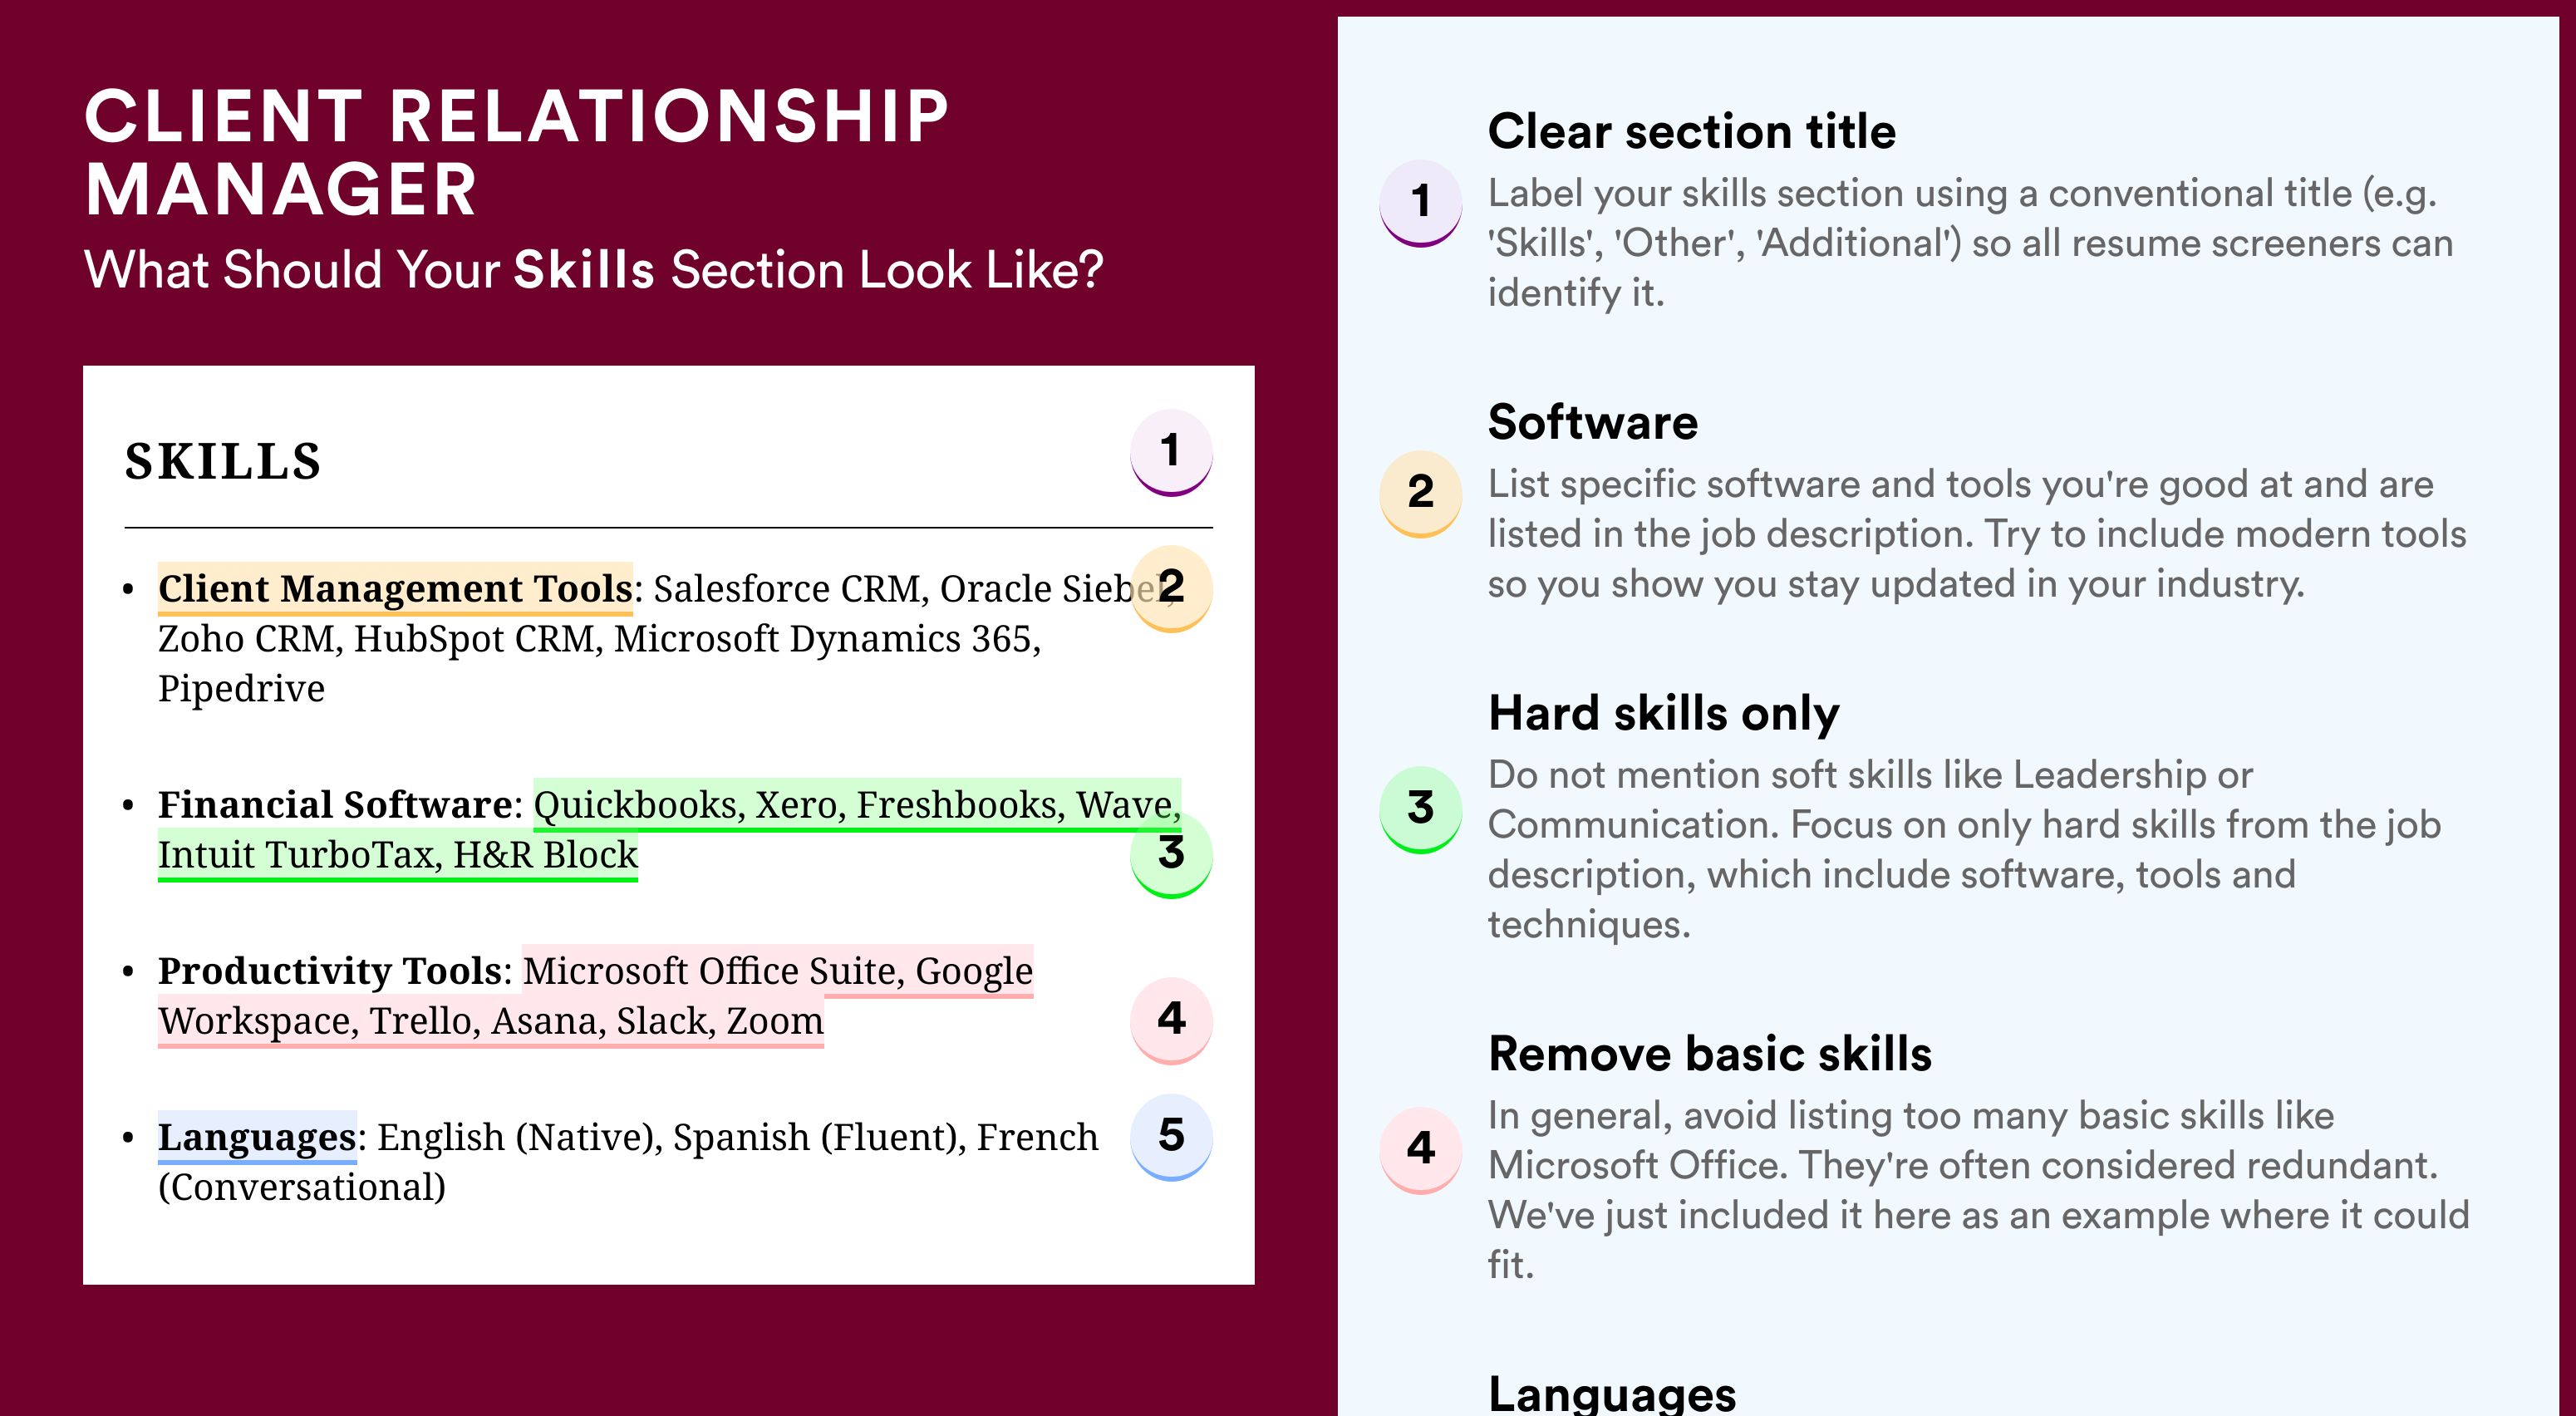 CLIENT RELATIONSHIP
MANAGER
What Should Your Skills Section Look Like?
SKILLS
1
• Client Management Tools: Salesforce CRM, Oracle Siebel,
2
Zoho CRM, HubSpot CRM, Microsoft Dynamics 365,
Pipedrive
• Financial Software: Quickbooks, Xero, Freshbooks, Wave,
Intuit TurboTax, H&R Block
3
• Productivity Tools: Microsoft Office Suite, Google
Workspace, Trello, Asana, Slack, Zoom
4
• Languages: English (Native), Spanish (Fluent), French
5
(Conversational)
Clear section title
1
Label your skills section using a conventional title (e.g.
'Skills', 'Other', 'Additional') so all resume screeners can
identify it.
Software
2
List specific software and tools you're good at and are
listed in the job description. Try to include modern tools
so you show you stay updated in your industry.
Hard skills only
3
Do not mention soft skills like Leadership or
Communication. Focus on only hard skills from the job
description, which include software, tools and
techniques.
Remove basic skills
4
In general, avoid listing too many basic skills like
Microsoft Office. They're often considered redundant.
We've just included it here as an example where it could
fit.
Languages